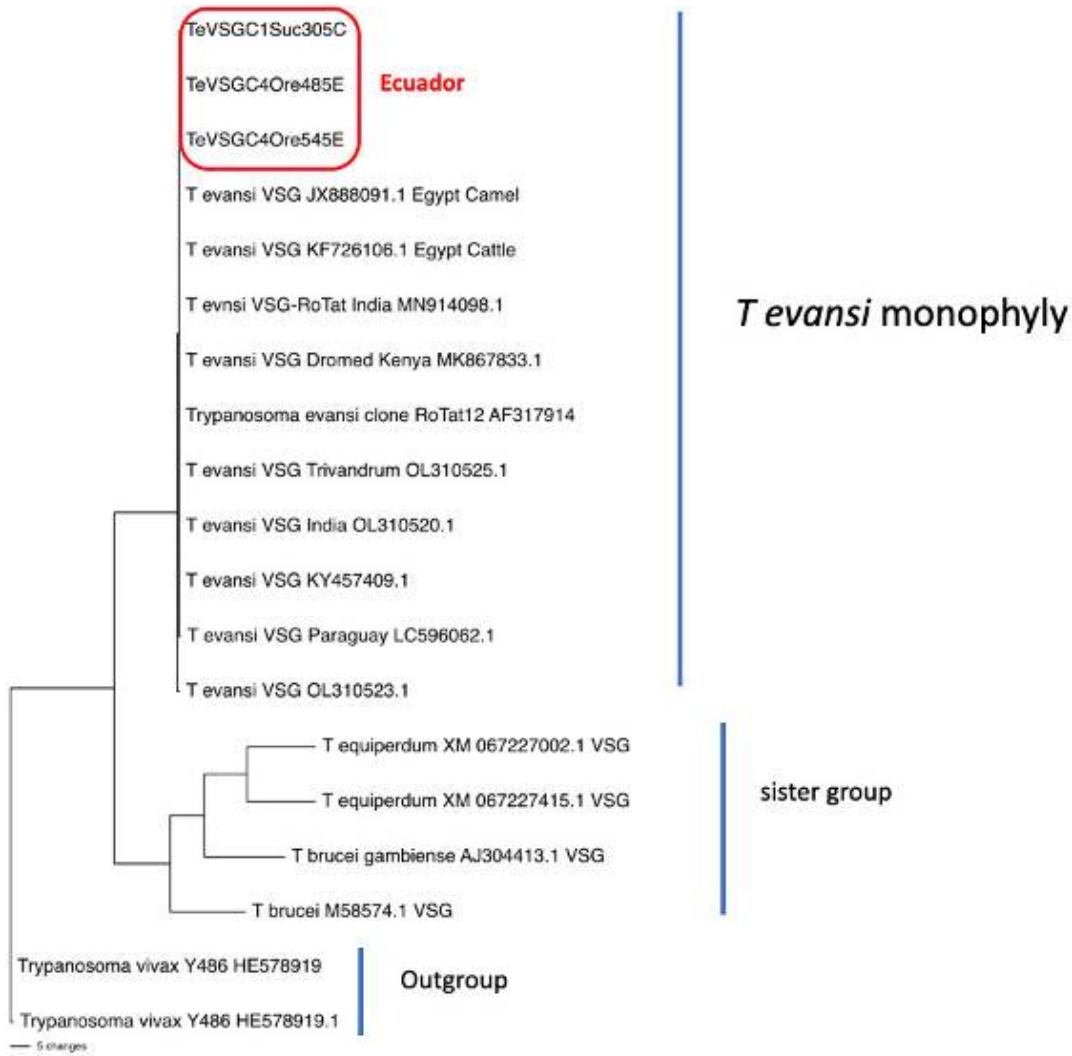 TeVSGC1Suc305C
TeVSGC4Ore485E
Ecuador
TeVSGC4Ore545E
T evansi VSG JX888091.1 Egypt Camel
T evansi VSG KF726106.1 Egypt Cattle
T evnsi VSG-RoTat India MN914098.1
T evansi monophyly
T evansi VSG Dromed Kenya MK867833.1
Trypanosoma evansi clone RoTat12 AF317914
T evansi VSG Trivandrum OL310525.1
T evansi VSG India OL310520.1
T evansi VSG KY457409.1
T evansi VSG Paraguay LC596062.1
T evansi VSG OL310523.1
T equiperdum XM 067227002.1 VSG
T equiperdum XM 067227415.1 VSG
sister group
T brucei gambiense AJ304413.1 VSG
T brucei M58574.1 VSG
Trypanosoma vivax Y486 HE578919
Outgroup
Trypanosoma vivax Y486 HE578919.1
5 changes